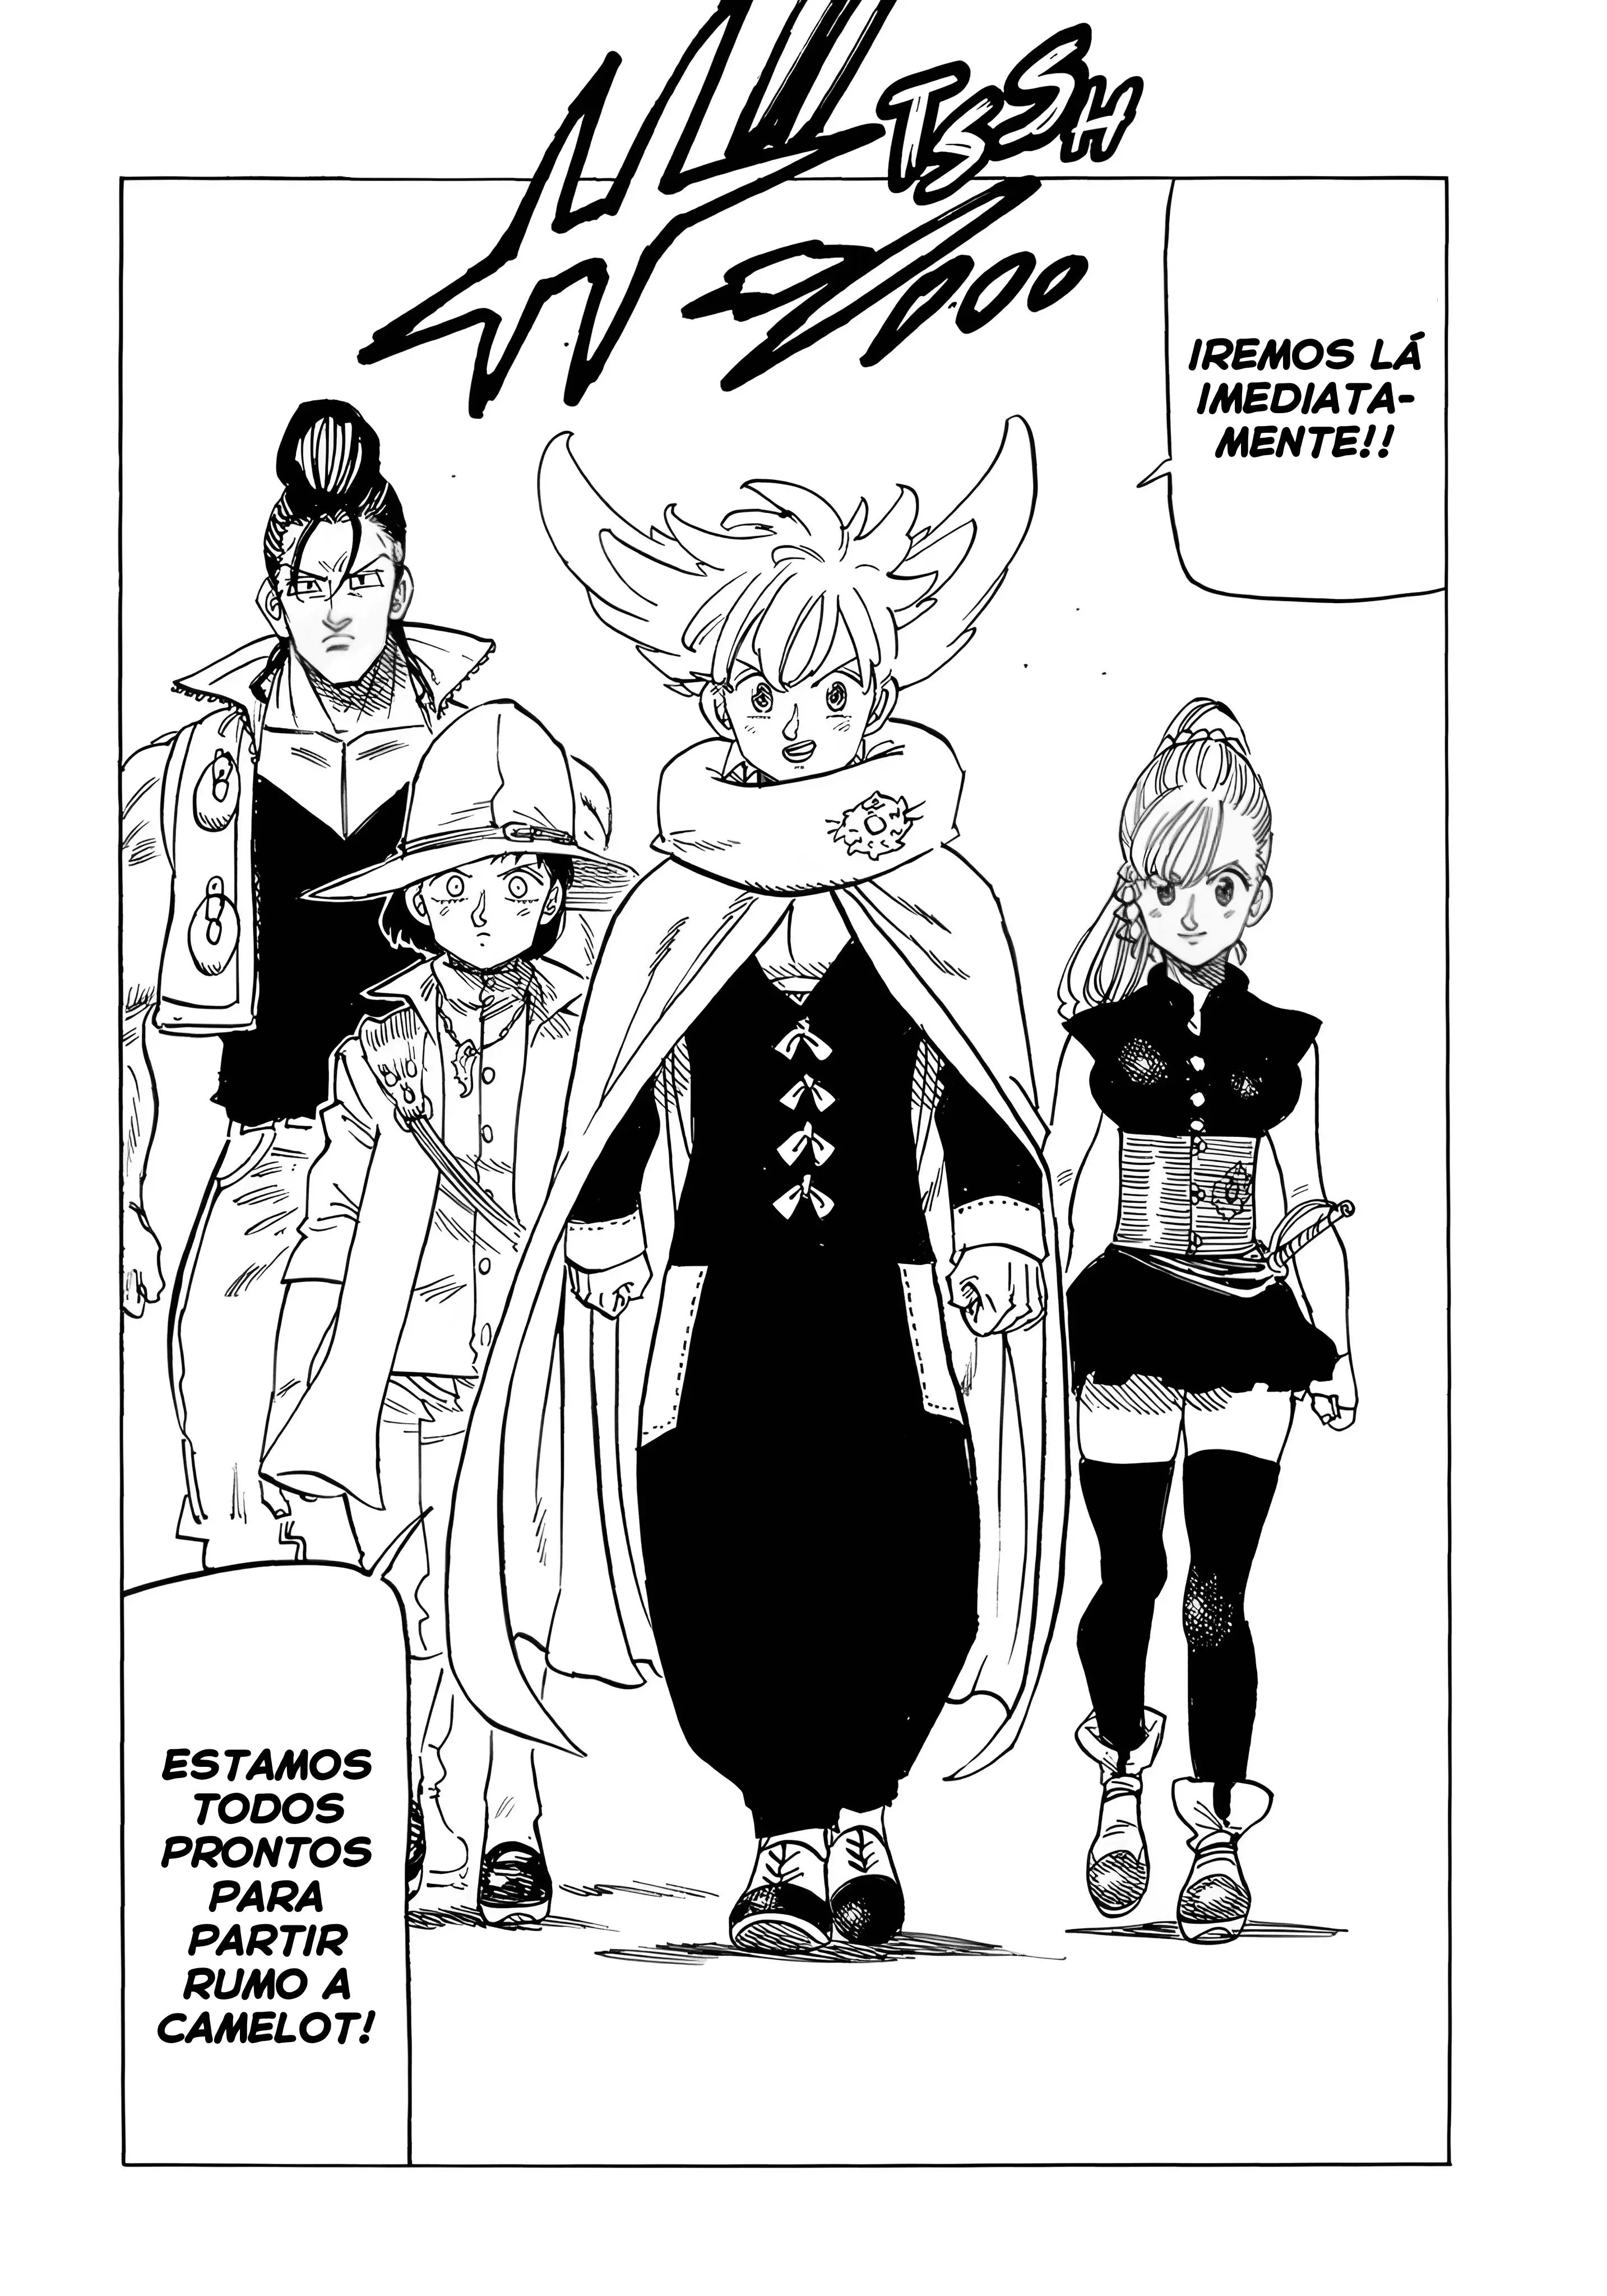 TSSH
IREMOS LÁ
IMEDIATA-
MENTE!!
ESTAMOS
TODOS
PRONTOS
PARA
PARTIR
RUMO A
CAMELOT!